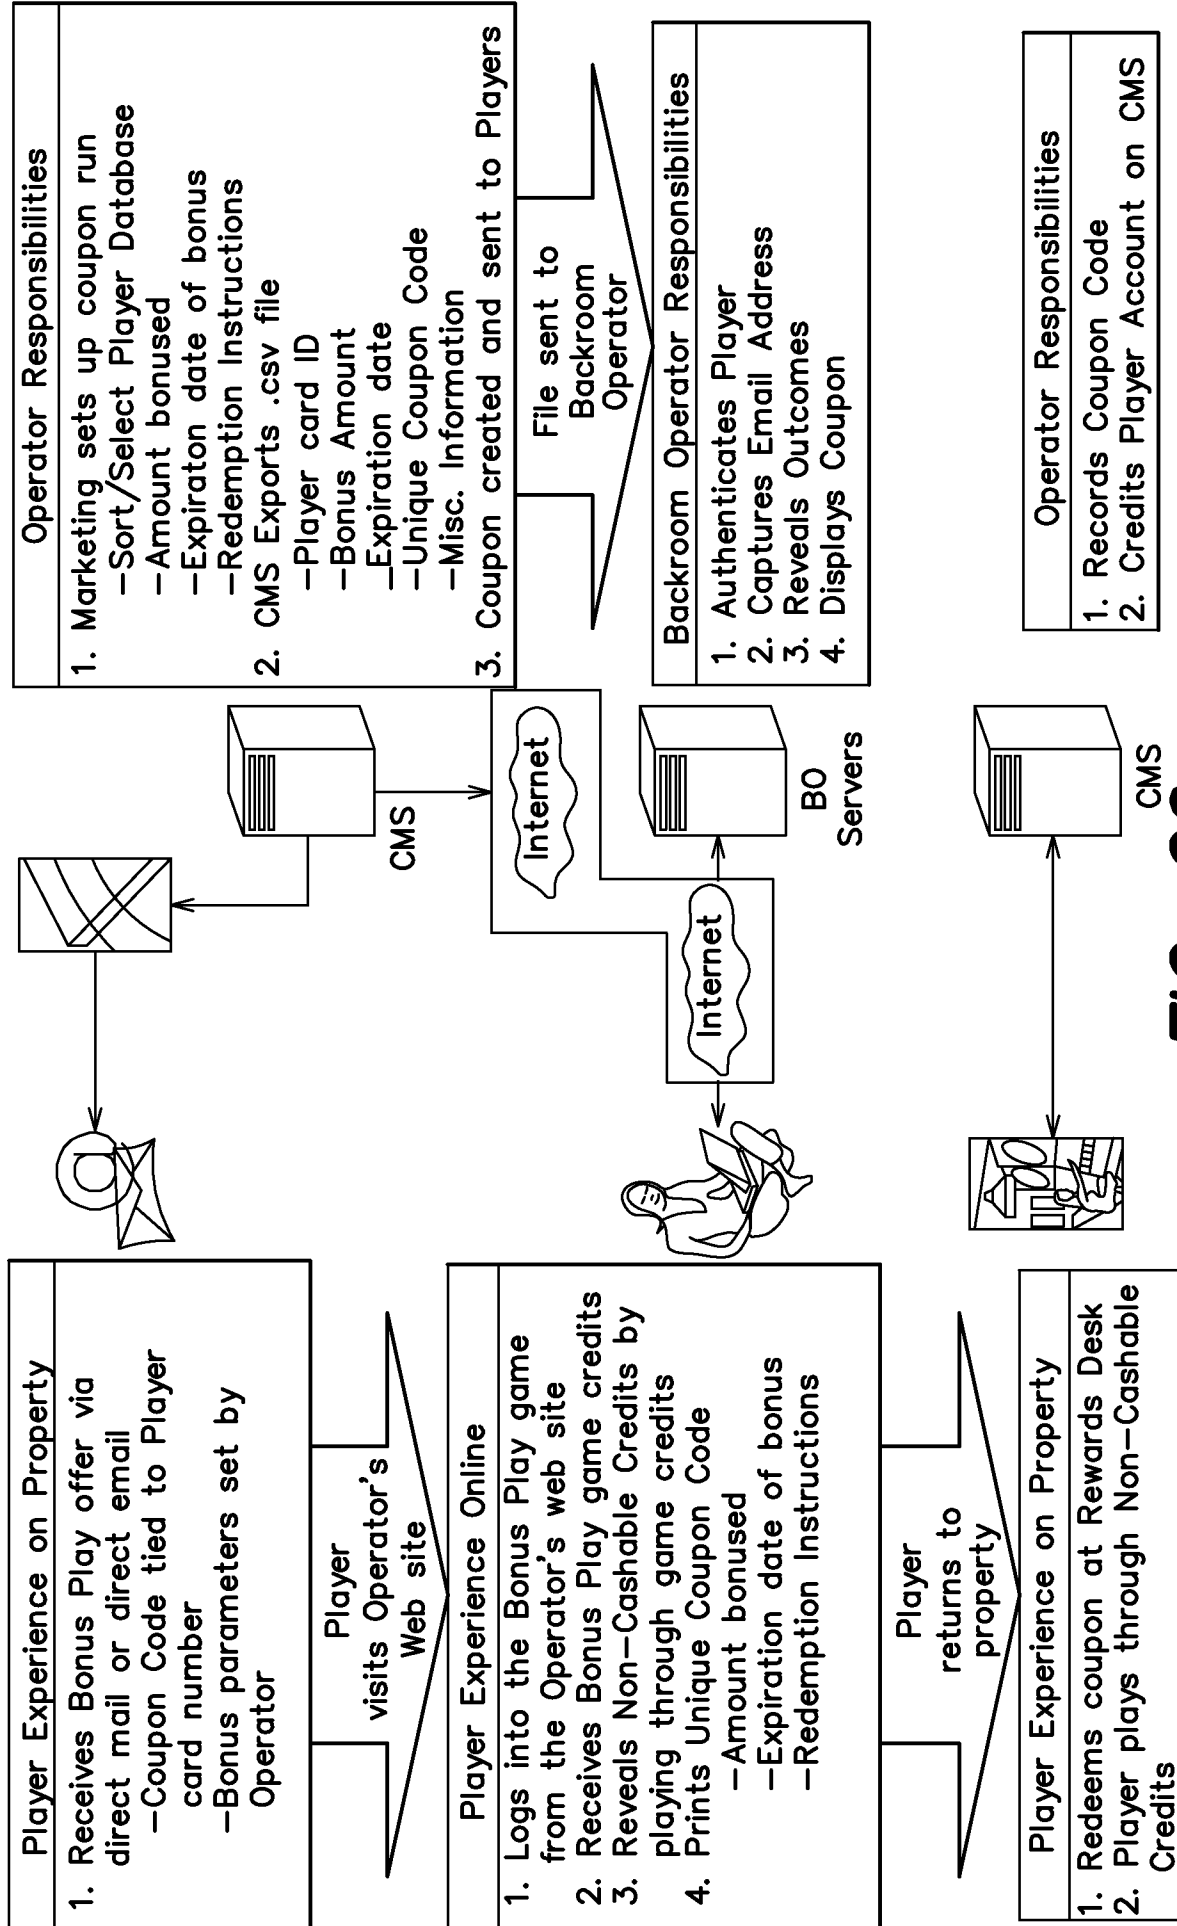 Player Experience on Property
1. Receives Bonus Play offer via
direct mail or direct email
–Coupon Code tied to Player
card number
–Bonus parameters set by
Operator
Player
visits Operator's
Web site
Player Experience Online
1. Logs into the Bonus Play game
from the Operator's web site
2. Receives Bonus Play game credits
3. Reveals Non–Cashable Credits by
playing through game credits
4. Prints Unique Coupon Code
–Amount bonused
–Expiration date of bonus
–Redemption Instructions
Player
returns to
property
Player Experience on Property
1. Redeems coupon at Rewards Desk
2. Player plays through Non–Cashable
Credits
CMS
Internet
Internet
BO
Servers
CMS
Operator Responsibilities
1. Marketing sets up coupon run
–Sort/Select Player Database
–Amount bonused
–Expiraton date of bonus
–Redemption Instructions
2. CMS Exports .csv file
–Player card ID
–Bonus Amount
_Expiration date
–Unique Coupon Code
–Misc. Information
3. Coupon created and sent to Players
File sent to
Backroom
Operator
Backroom Operator Responsibilities
1. Authenticates Player
2. Captures Email Address
3. Reveals Outcomes
4. Displays Coupon
Operator Responsibilities
1. Records Coupon Code
2. Credits Player Account on CMS